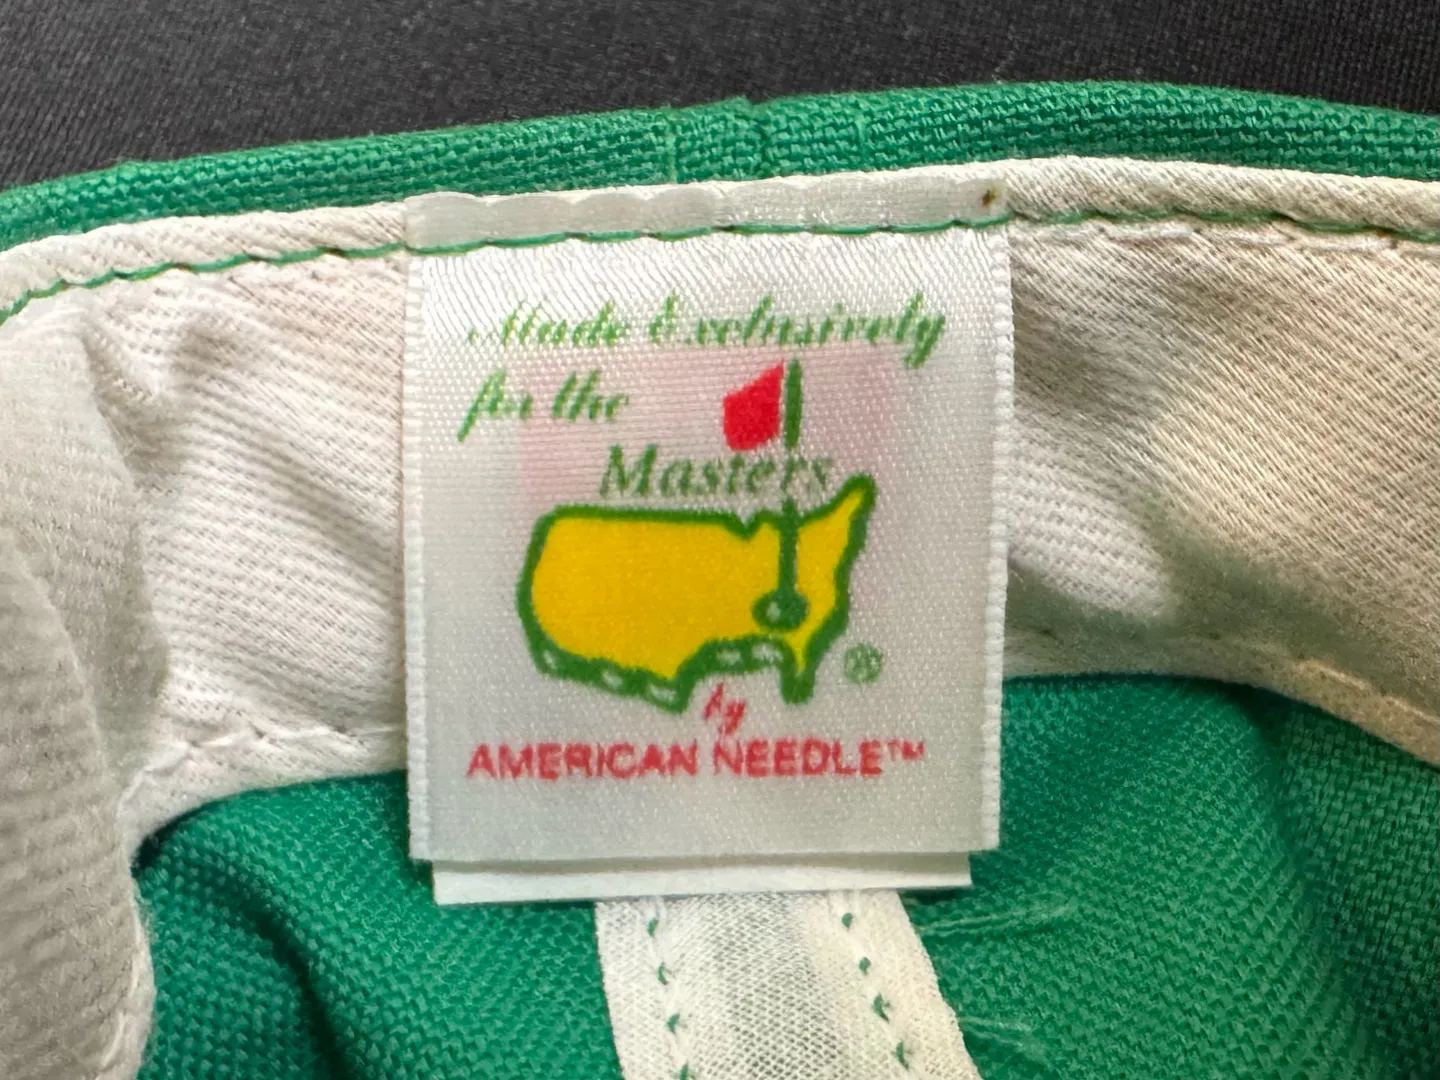 Made Exclusively
for the
Masters
®
by
AMERICAN NEEDLE™